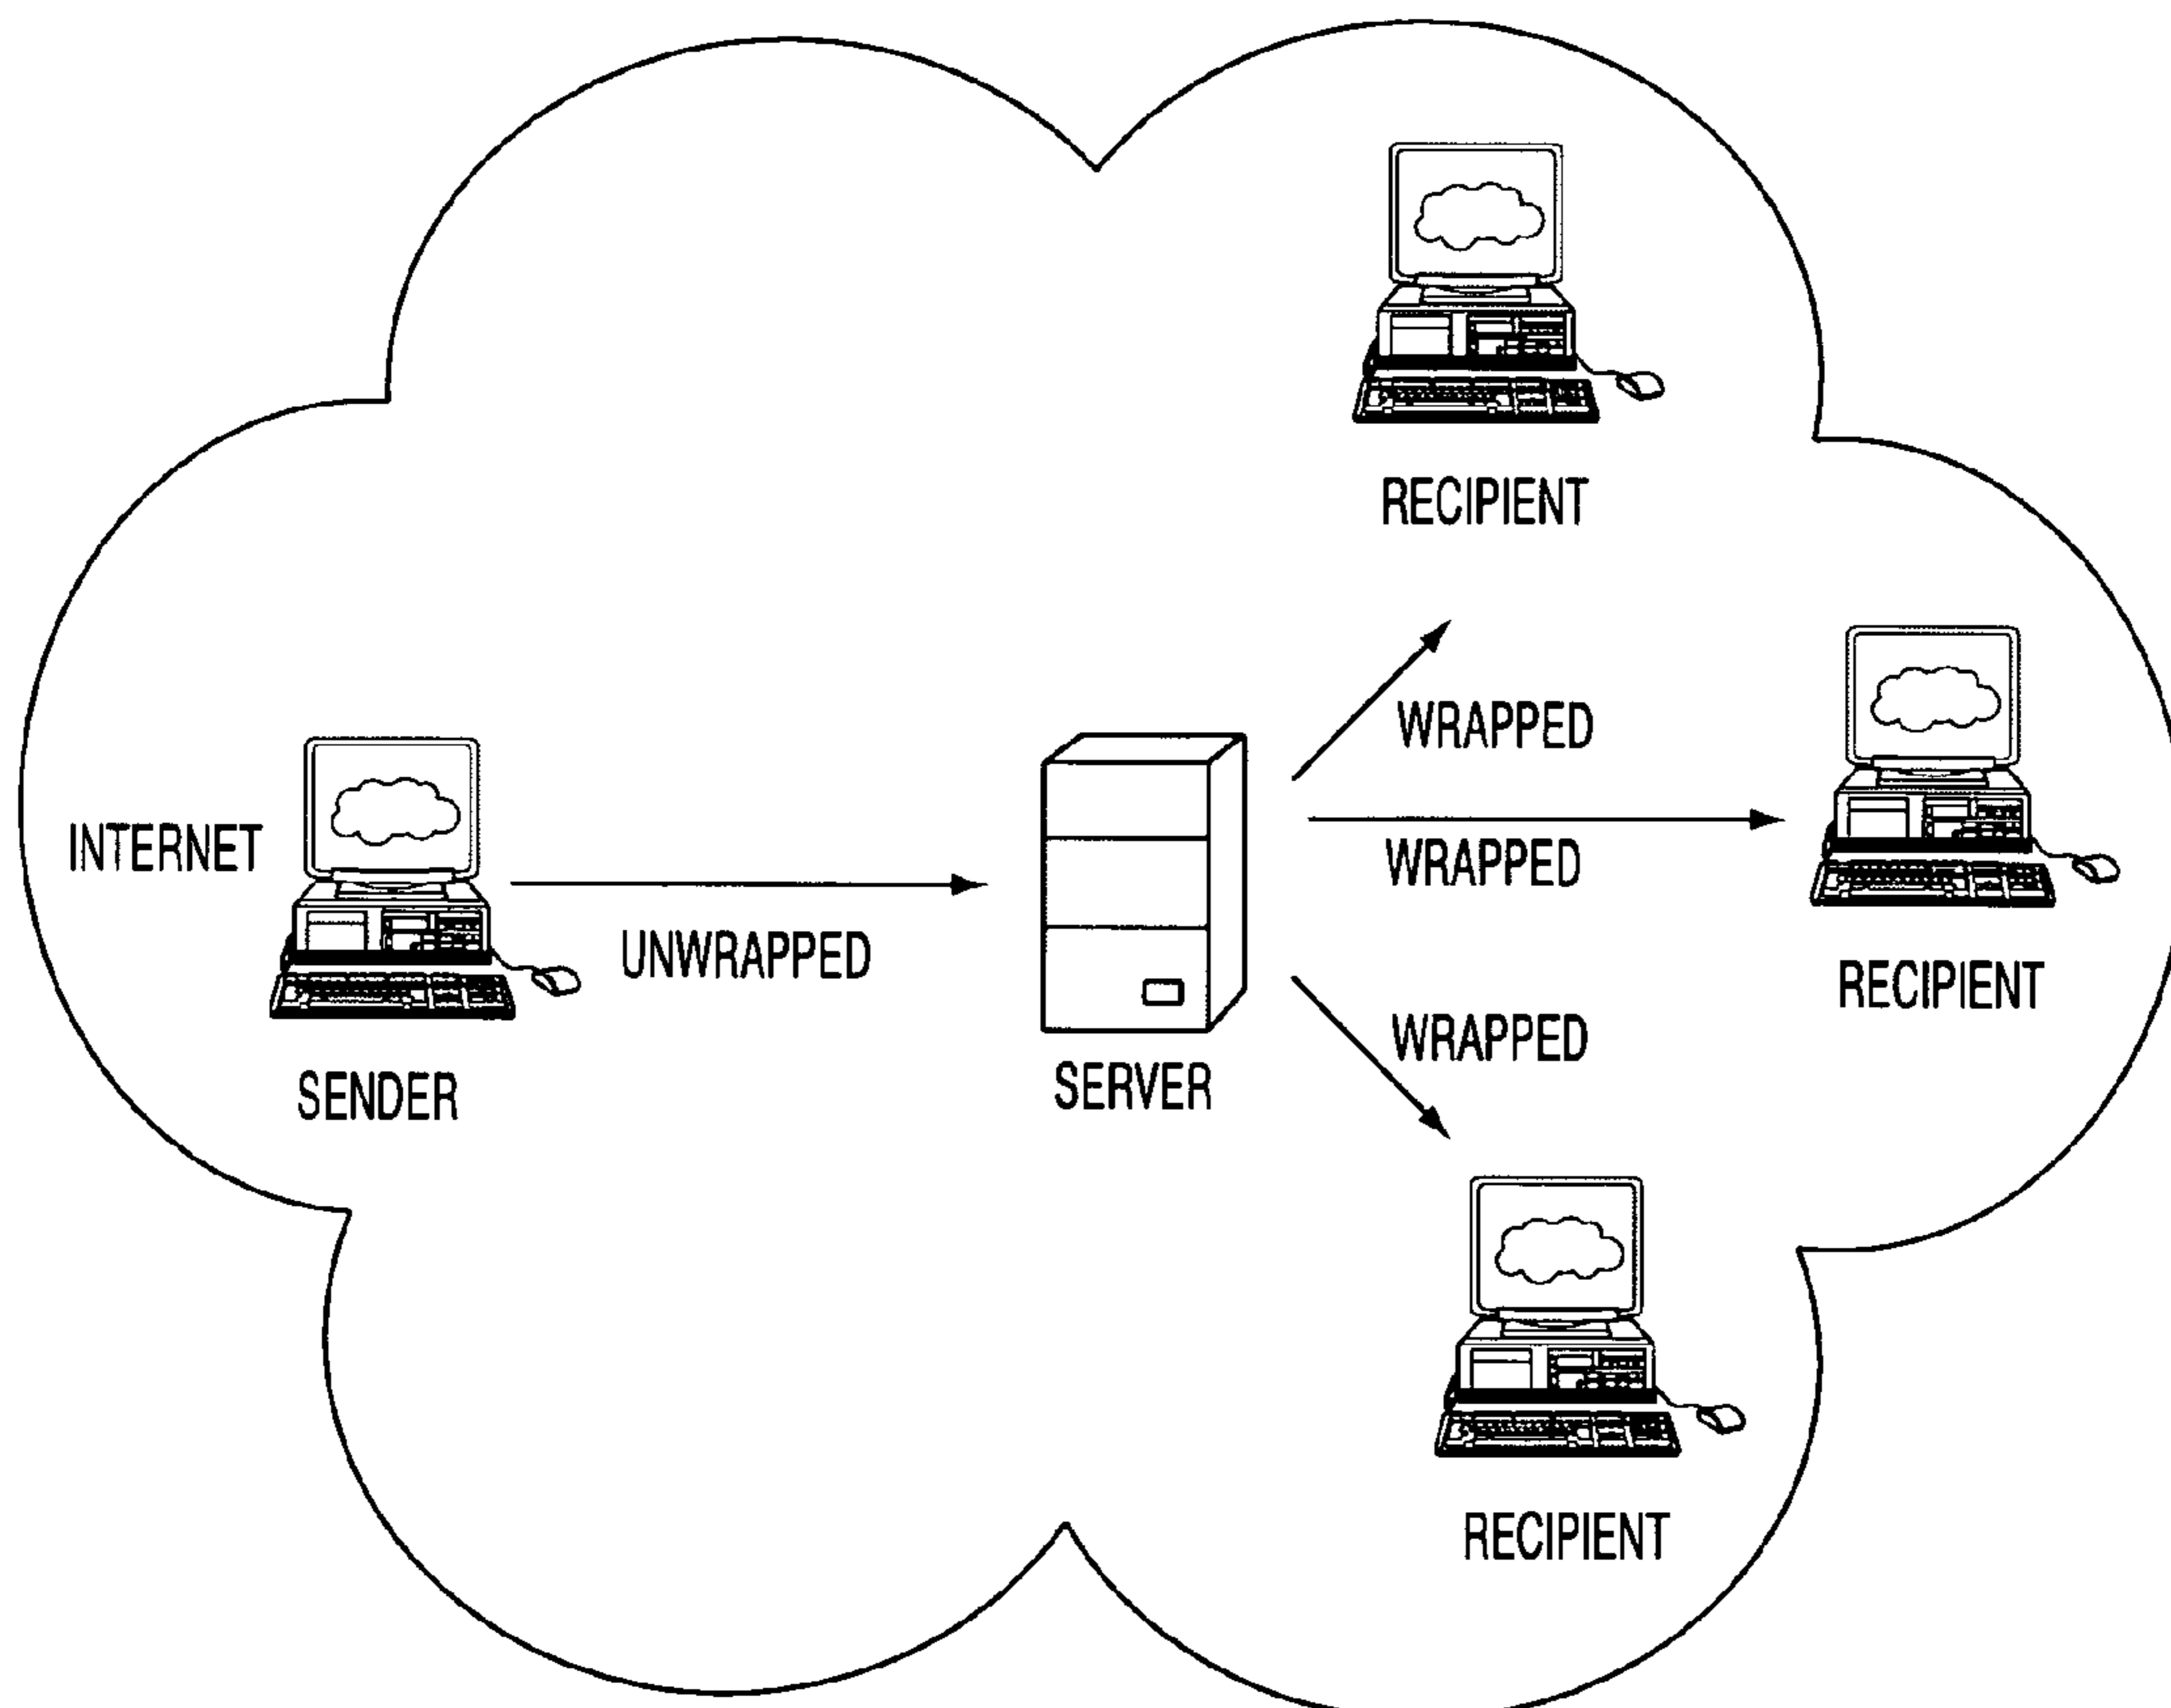 RECIPIENT
WRAPPED
INTERNET
WRAPPED
UNWRAPPED
RECIPIENT
WRAPPED
SENDER
SERVER
RECIPIENT